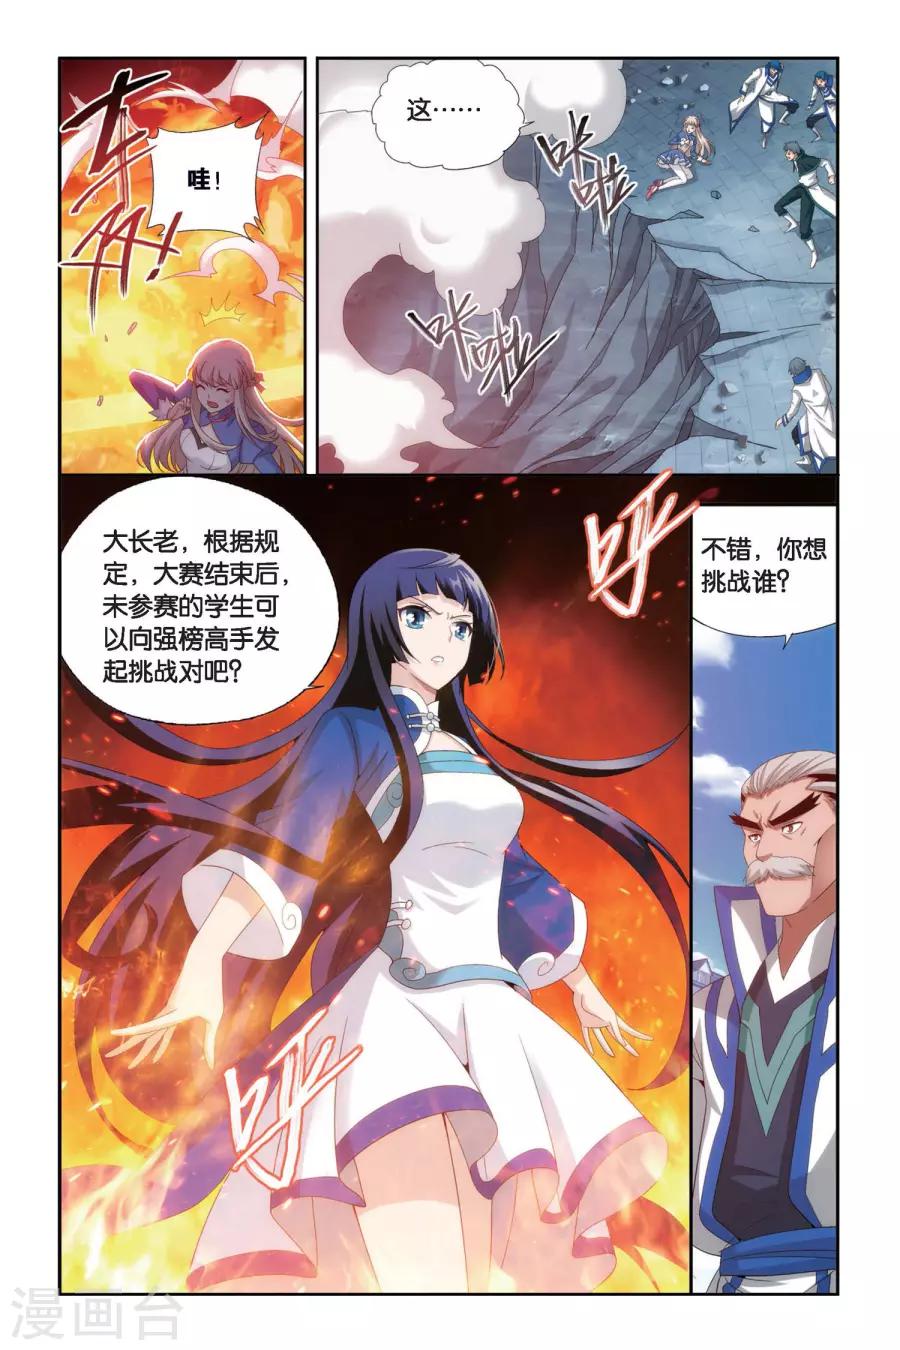 轰!
哇!
这……
咔
啦
咔
啦
大长老，根据规
定，大赛结束后，
未参赛的学生可
以向强榜高手发
起挑战对吧？
呼
呼
不错，你想
挑战谁？
漫画台